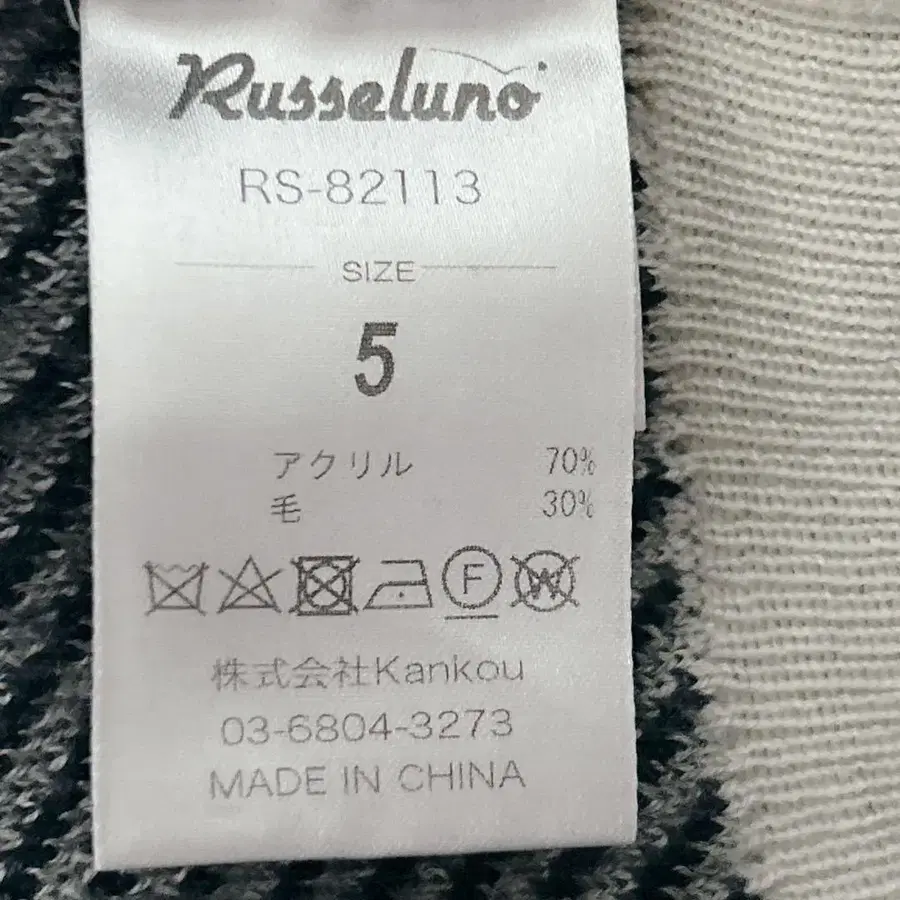 Russeluno
RS-82113
SIZE
5
アクリル 70%
毛 30%
F W
株式会社Kankou
03-6804-3273
MADE IN CHINA